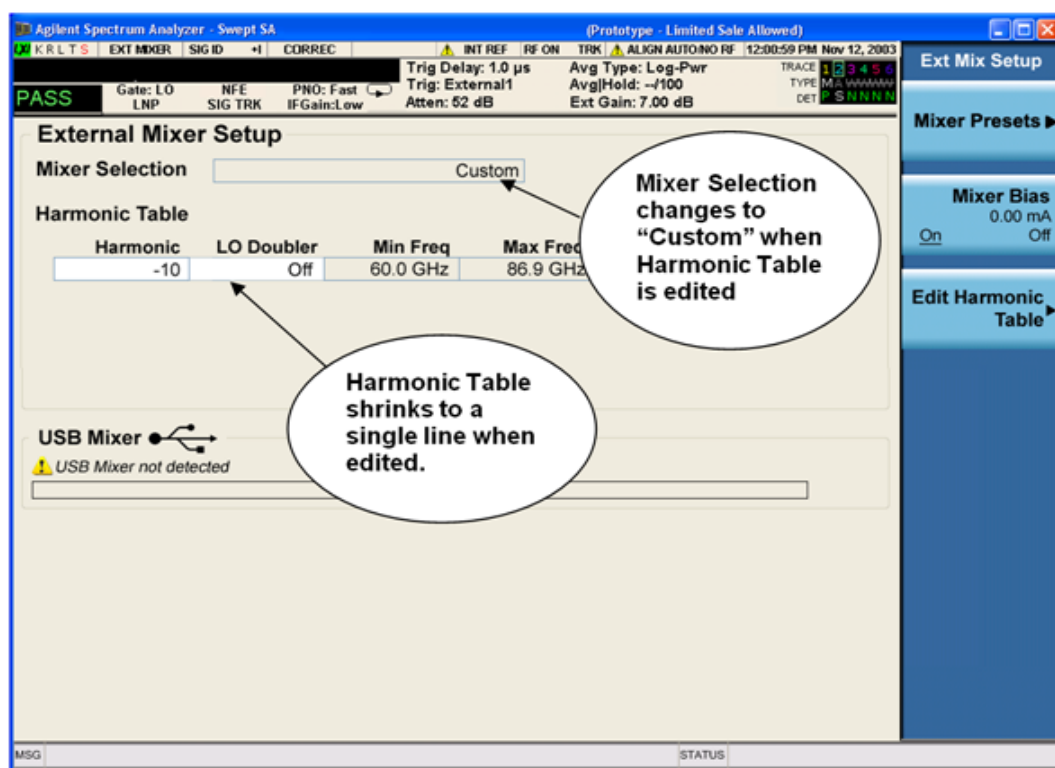 Agilent Spectrum Analyzer - Swept SA (Prototype - Limited Sale Allowed)
K R L T S EXT MIXER SIG ID +I CORREC INT REF RF ON TRK ALIGN AUTO/NO RF 12:00:59 PM Nov 12, 2003
PASS
Gate: LO
LNP
NFE
SIG TRK
PNO: Fast
IFGain:Low
Trig Delay: 1.0 µs
Trig: External1
Atten: 52 dB
Avg Type: Log-Pwr
Avg|Hold: --/100
Ext Gain: 7.00 dB
TRACE 1 2 3 4 5 6
TYPE M A WWWW
DET P S N N N N
External Mixer Setup
Mixer Selection Custom
Harmonic Table
Harmonic LO Doubler Min Freq Max Freq
-10 Off 60.0 GHz 86.9 GHz
Mixer Selection
changes to
“Custom” when
Harmonic Table
is edited
Harmonic Table
shrinks to a
single line when
edited.
USB Mixer
USB Mixer not detected
Ext Mix Setup
Mixer Presets
Mixer Bias
0.00 mA
On Off
Edit Harmonic
Table
MSG STATUS